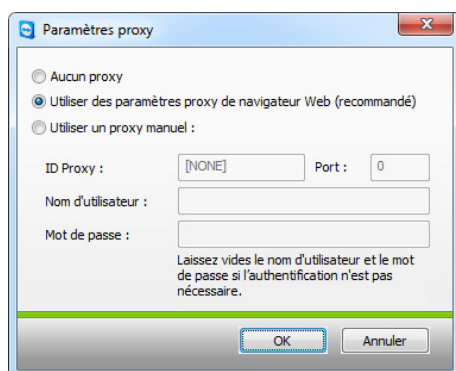 Paramètres proxy
Aucun proxy
Utiliser des paramètres proxy de navigateur Web (recommandé)
Utiliser un proxy manuel :
ID Proxy : [NONE] Port : 0
Nom d'utilisateur :
Mot de passe :
Laissez vides le nom d'utilisateur et le mot
de passe si l'authentification n'est pas
nécessaire.
OK Annuler